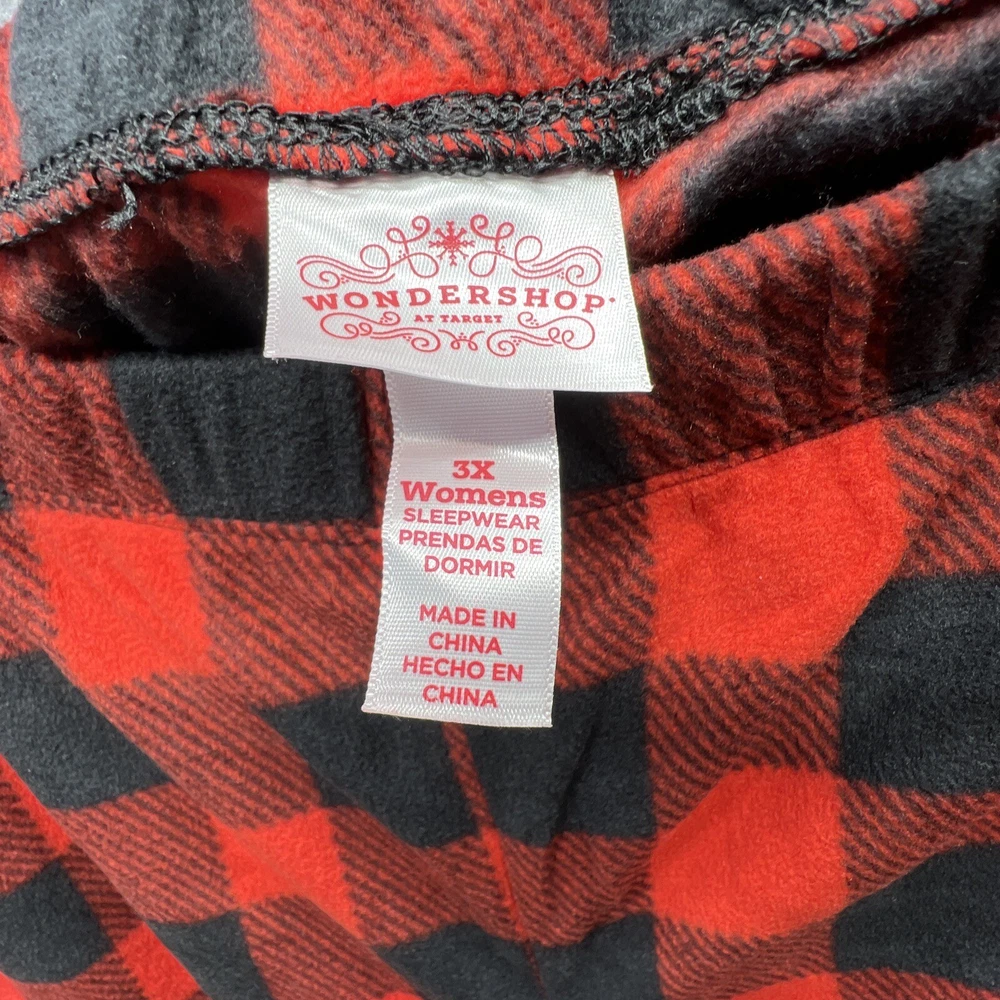 WONDERSHOP
AT TARGET
3X
Womens
SLEEPWEAR
PRENDAS DE
DORMIR
MADE IN
CHINA
HECHO EN
CHINA